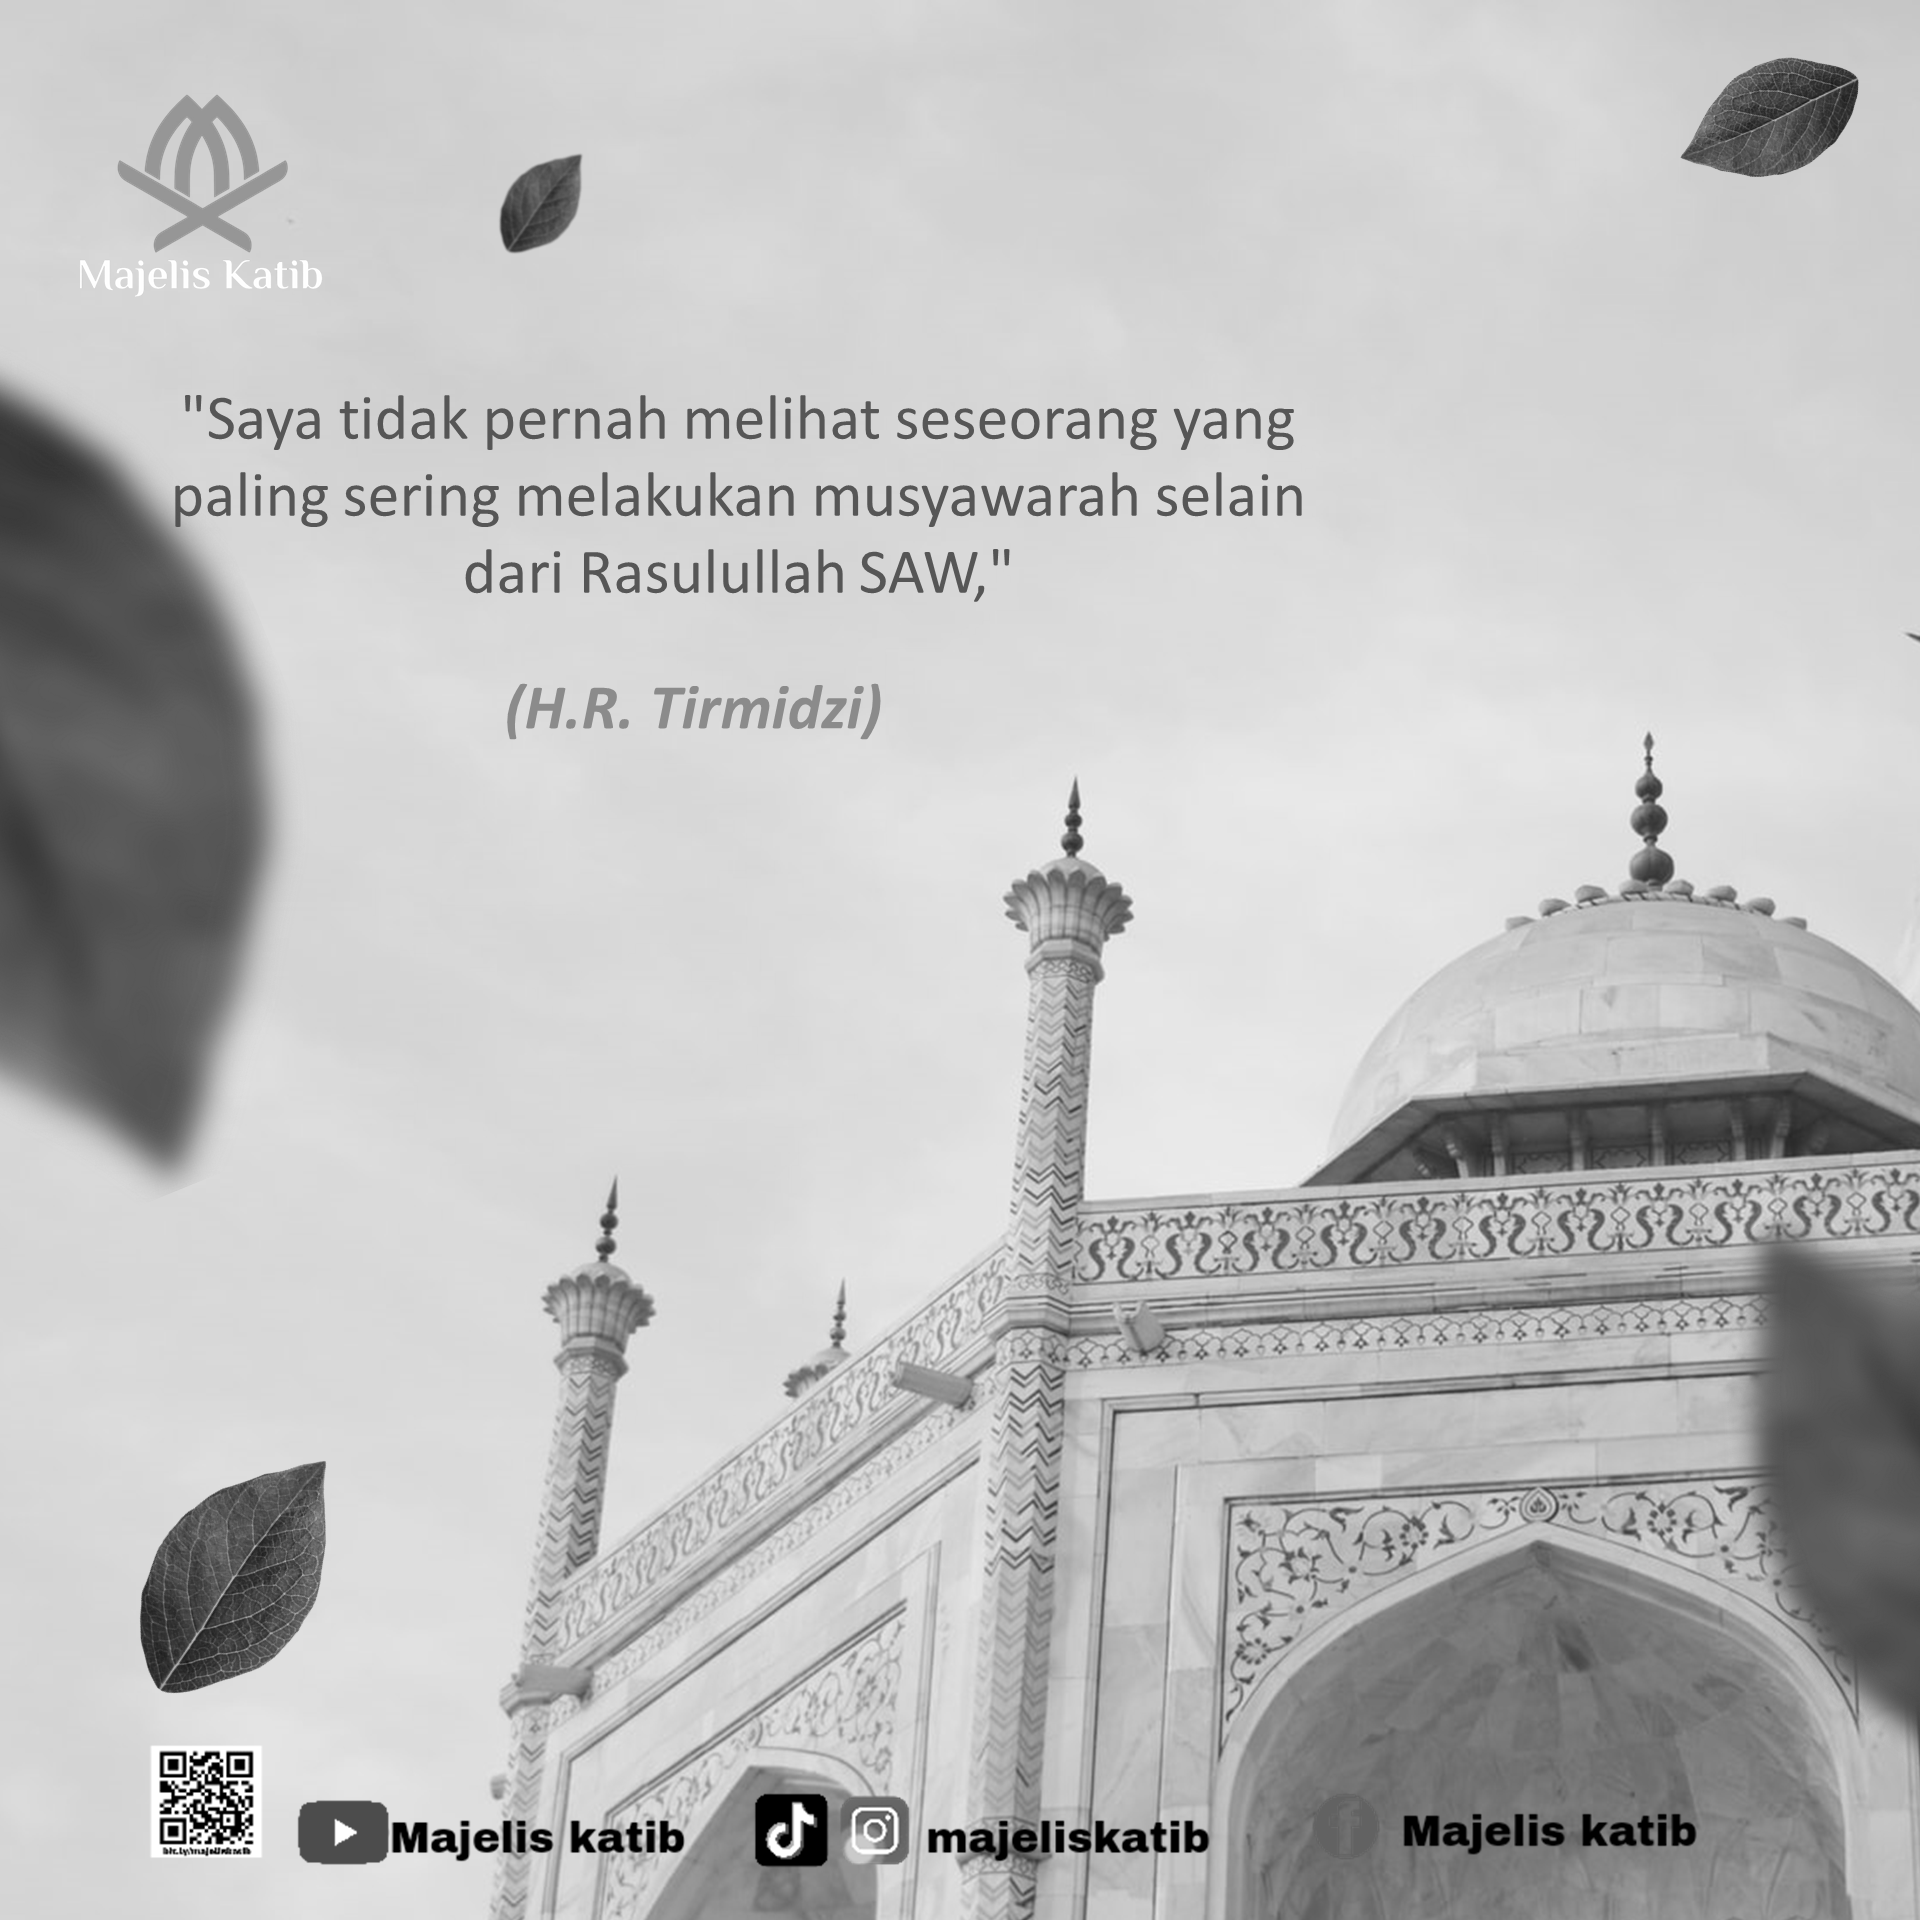 Majelis Katib
"Saya tidak pernah melihat seseorang yang
paling sering melakukan musyawarah selain
dari Rasulullah SAW,"
(H.R. Tirmidzi)
Majelis katib
majeliskatib
Majelis katib